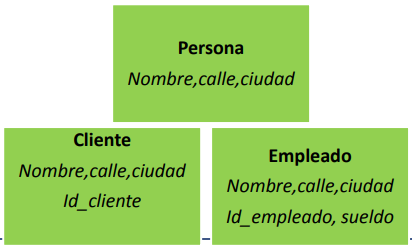 Persona
Nombre,calle,ciudad
Cliente
Nombre,calle,ciudad
Id_cliente
Empleado
Nombre,calle,ciudad
Id_empleado, sueldo